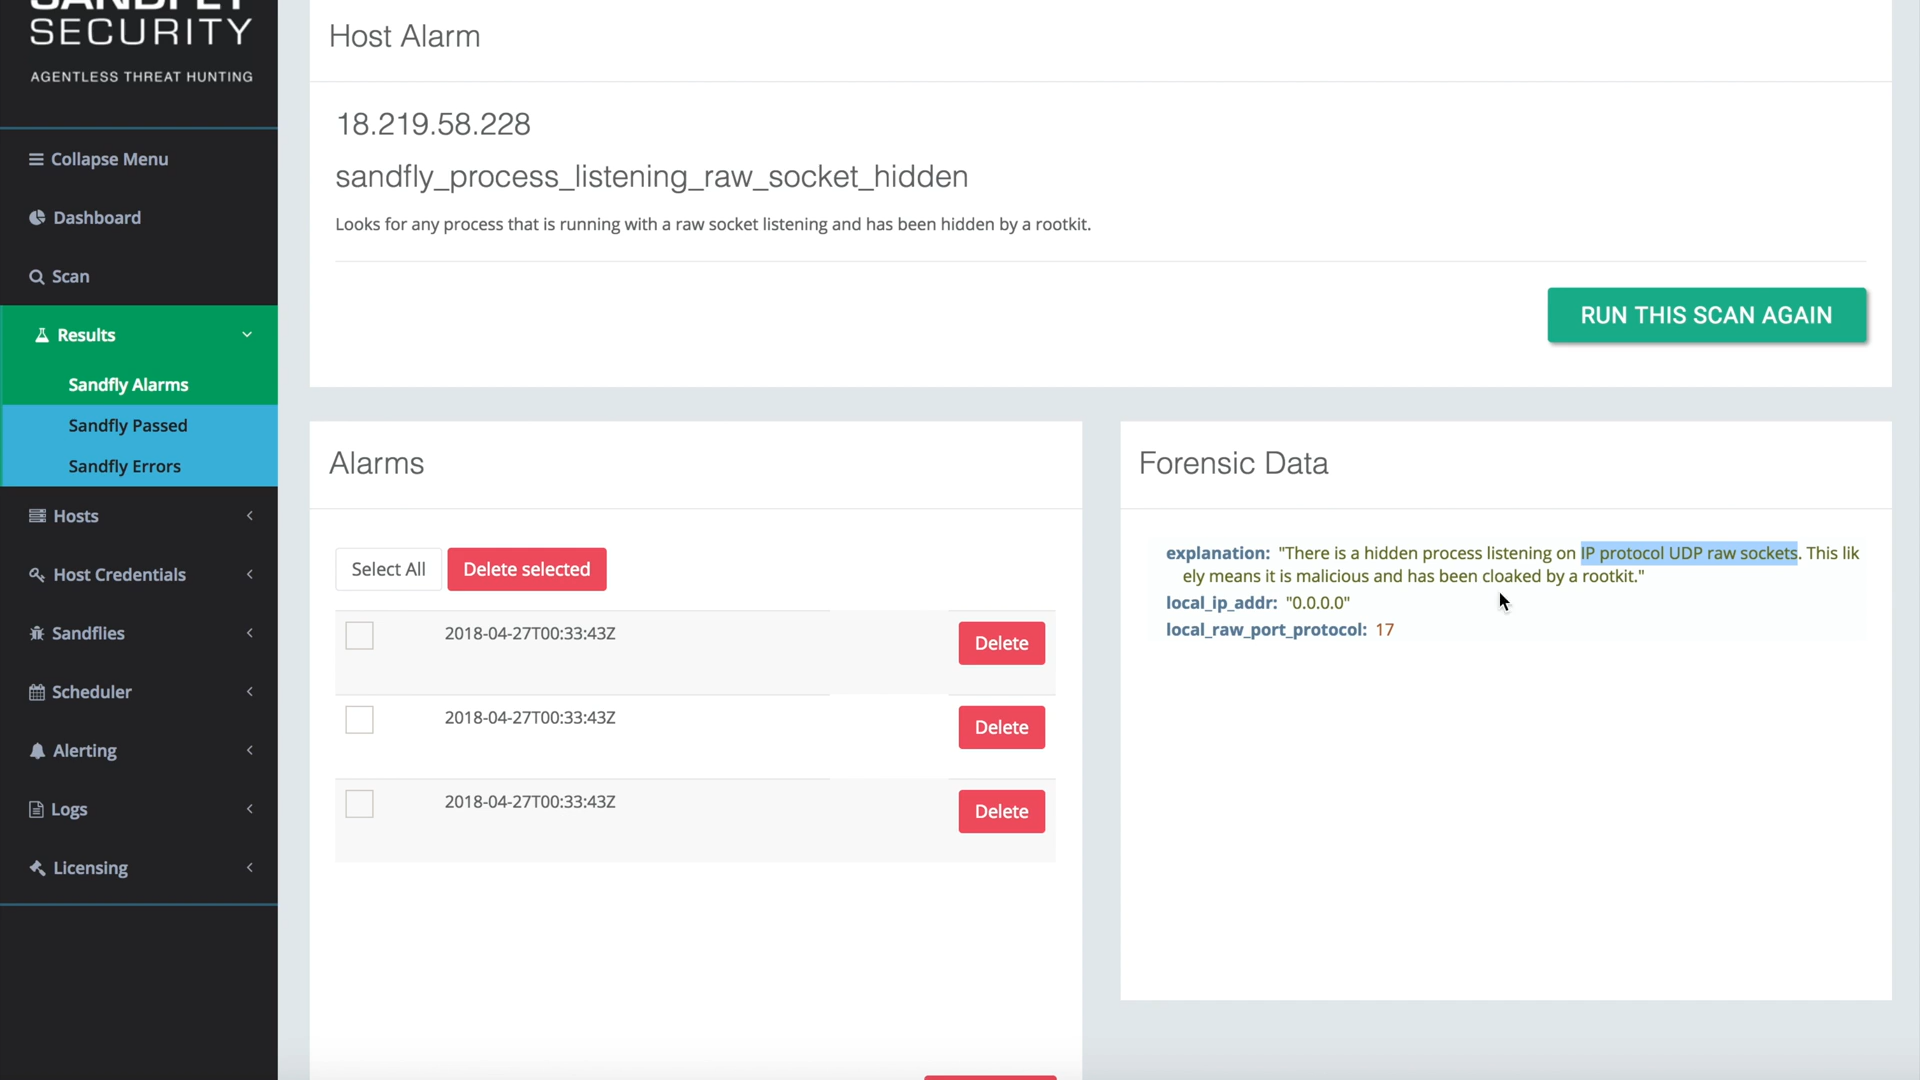 SANDFLY
SECURITY
AGENTLESS THREAT HUNTING
Collapse Menu
Dashboard
Scan
Results
Sandfly Alarms
Sandfly Passed
Sandfly Errors
Hosts
Host Credentials
Sandflies
Scheduler
Alerting
Logs
Licensing
Host Alarm
18.219.58.228
sandfly_process_listening_raw_socket_hidden
Looks for any process that is running with a raw socket listening and has been hidden by a rootkit.
RUN THIS SCAN AGAIN
Alarms
Select All
Delete selected
2018-04-27T00:33:43Z
Delete
2018-04-27T00:33:43Z
Delete
2018-04-27T00:33:43Z
Delete
Forensic Data
explanation: "There is a hidden process listening on IP protocol UDP raw sockets. This lik
ely means it is malicious and has been cloaked by a rootkit."
local_ip_addr: "0.0.0.0"
local_raw_port_protocol: 17